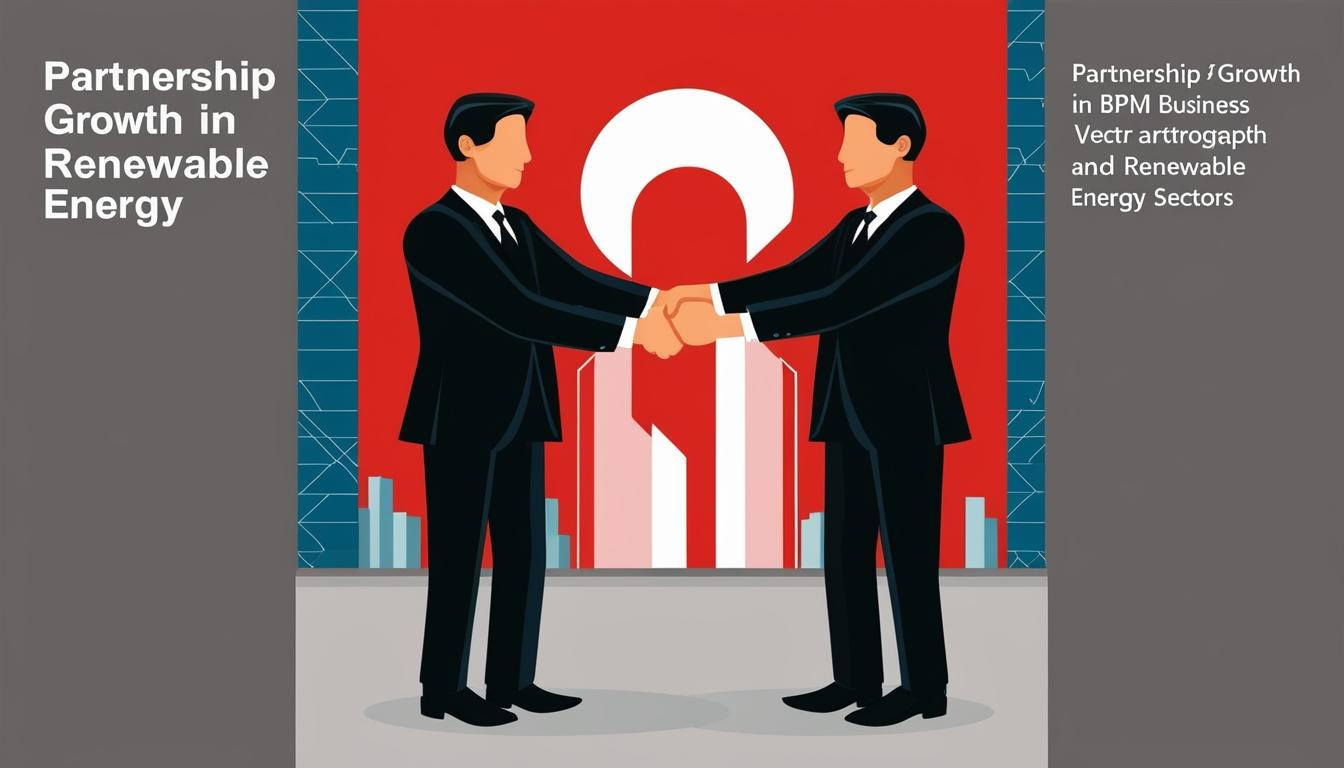 Partnership
Growth in
Renewable
Energy
Partnership / Growth
in BPM Business
Vectr arttrogapth
and Renewable
Energy Sectors